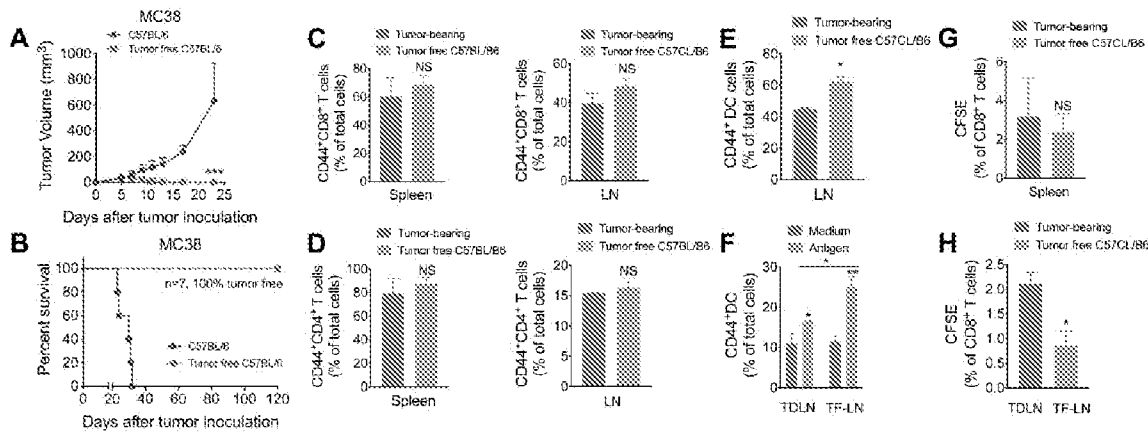 A
MC38
C57BL/6
Tumor free C57BL/6
Tumor Volume (mm³)
1000
800
600
400
200
0
***
0 5 10 15 20 25
Days after tumor inoculation
B
MC38
Percent survival
100
80
60
40
20
0
n=7, 100% tumor free
C57BL/6
Tumor free C57BL/6
0 20 40 60 80 100 120
Days after tumor inoculation
C
Tumor-bearing
Tumor free C57BL/B6
CD44⁺CD8⁺ T cells
(% of total cells)
80
60
40
20
0
NS
Spleen
Tumor-bearing
Tumor free C57BL/B6
CD44⁺CD8⁺ T cells
(% of total cells)
60
40
20
0
NS
LN
D
Tumor-bearing
Tumor free C57BL/B6
CD44⁺CD4⁺ T cells
(% of total cells)
100
80
60
40
20
0
NS
Spleen
Tumor-bearing
Tumor free C57BL/B6
CD44⁺CD4⁺ T cells
(% of total cells)
20
15
10
5
0
NS
LN
E
Tumor-bearing
Tumor free C57CL/B6
CD44⁺ DC cells
(% of total cells)
80
60
40
20
0
*
LN
F
Medium
Antigen
CD44⁺DC
(% of total cells)
30
20
10
0
*
*
**
TDLN TF-LN
G
Tumor-bearing
Tumor free C57CL/B6
CFSE
(% of CD8⁺ T cells)
6
4
2
0
NS
Spleen
H
Tumor-bearing
Tumor free C57CL/B6
CFSE
(% of CD8⁺ T cells)
2.5
2.0
1.5
1.0
0.5
0.0
*
TDLN TF-LN